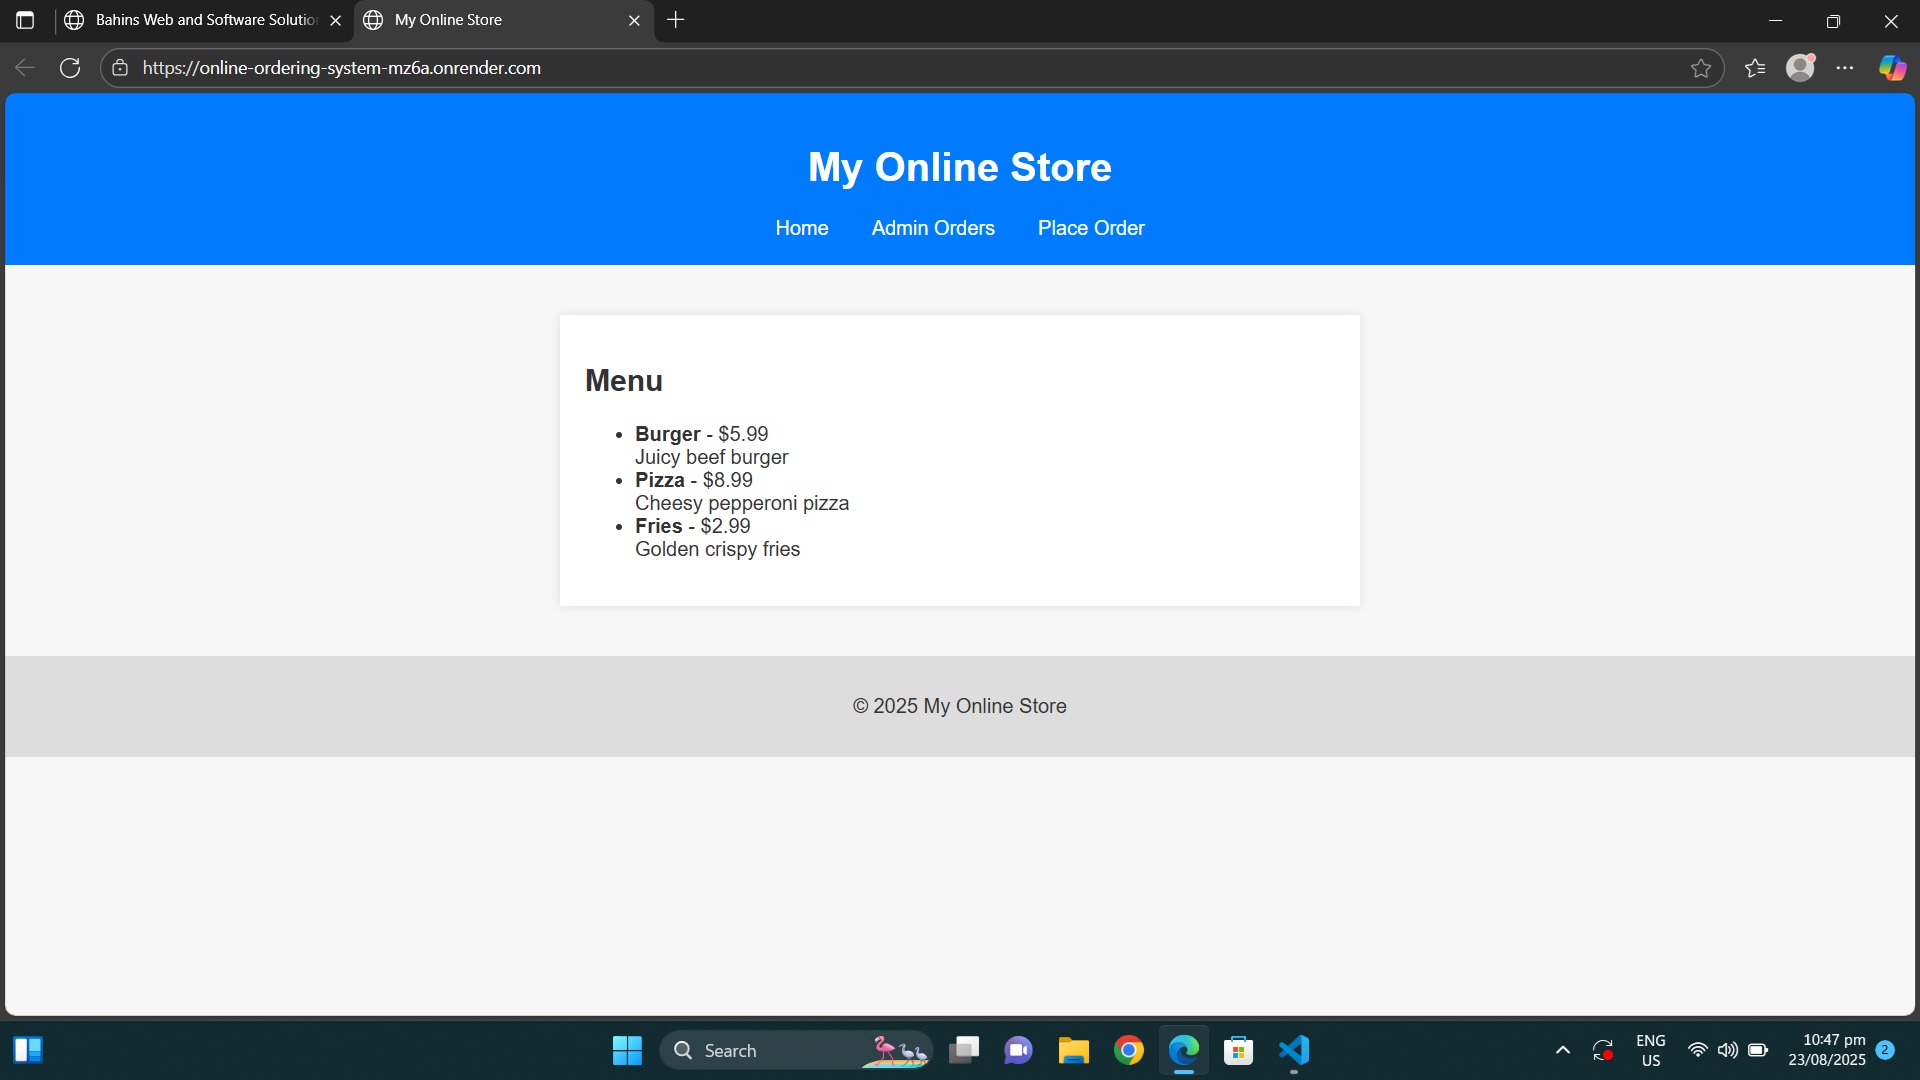 Bahins Web and Software Solutio
My Online Store
https://online-ordering-system-mz6a.onrender.com
My Online Store
Home Admin Orders Place Order
Menu
• Burger - $5.99
Juicy beef burger
• Pizza - $8.99
Cheesy pepperoni pizza
• Fries - $2.99
Golden crispy fries
© 2025 My Online Store
Search
ENG
US
10:47 pm
23/08/2025
2